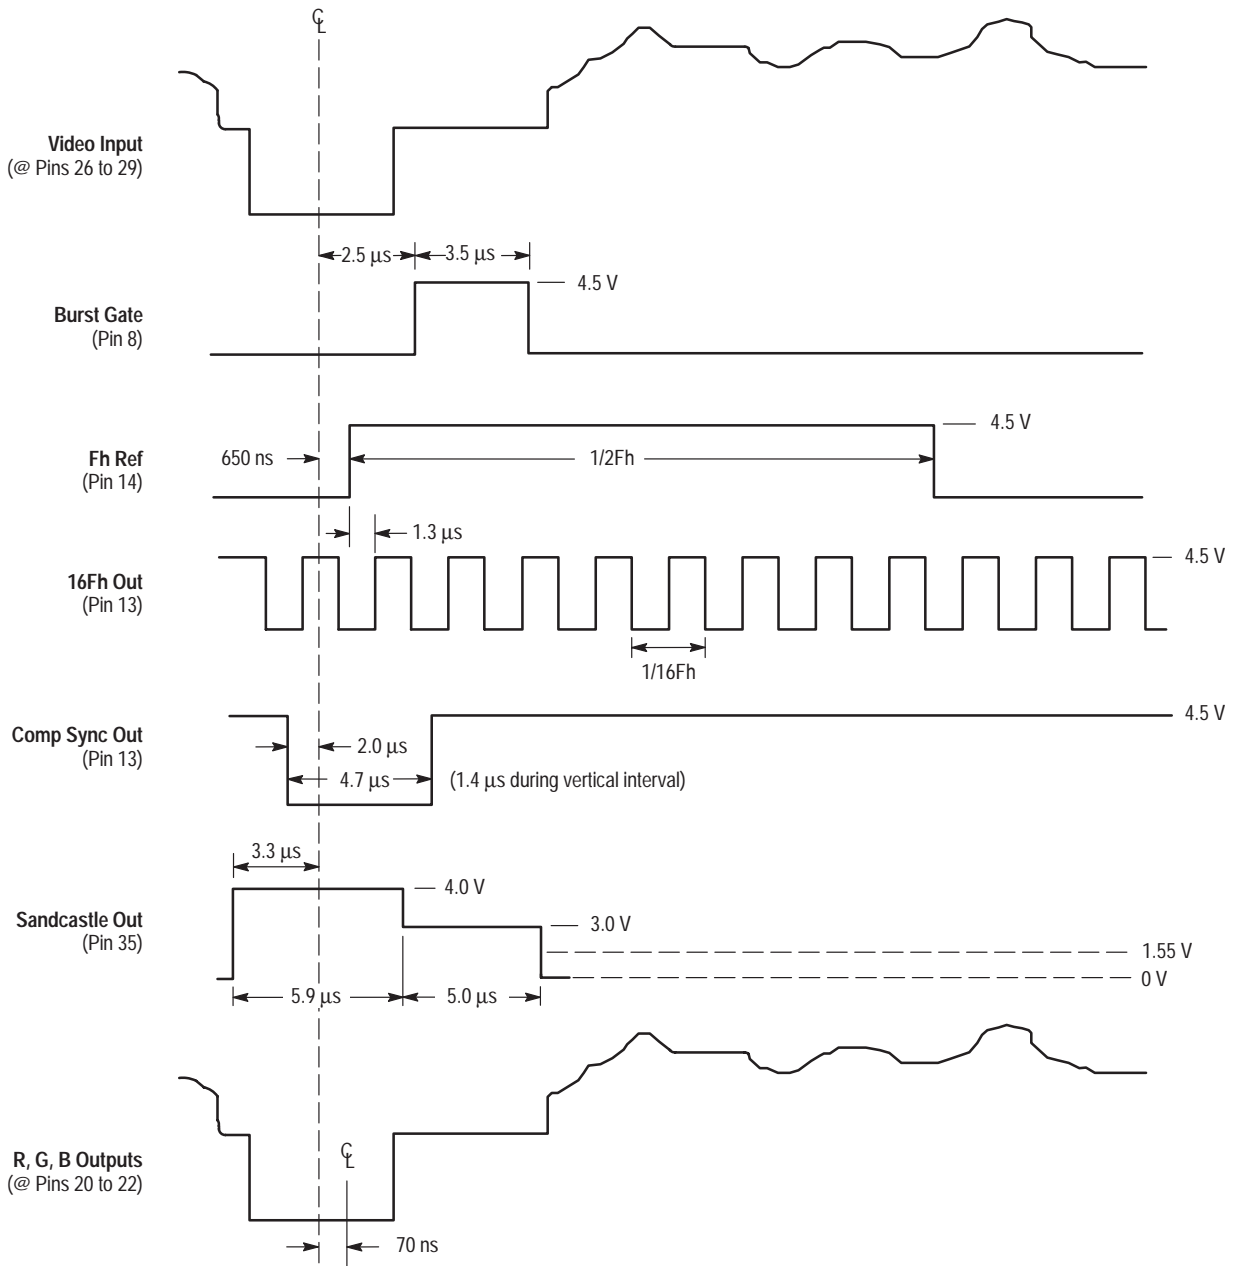 ℄
Video Input
(@ Pins 26 to 29)
2.5 µs
3.5 µs
4.5 V
Burst Gate
(Pin 8)
4.5 V
Fh Ref
(Pin 14)
650 ns
1/2Fh
1.3 µs
4.5 V
16Fh Out
(Pin 13)
1/16Fh
4.5 V
Comp Sync Out
(Pin 13)
2.0 µs
4.7 µs
(1.4 µs during vertical interval)
3.3 µs
4.0 V
Sandcastle Out
(Pin 35)
3.0 V
1.55 V
0 V
5.9 µs
5.0 µs
R, G, B Outputs
(@ Pins 20 to 22)
℄
70 ns